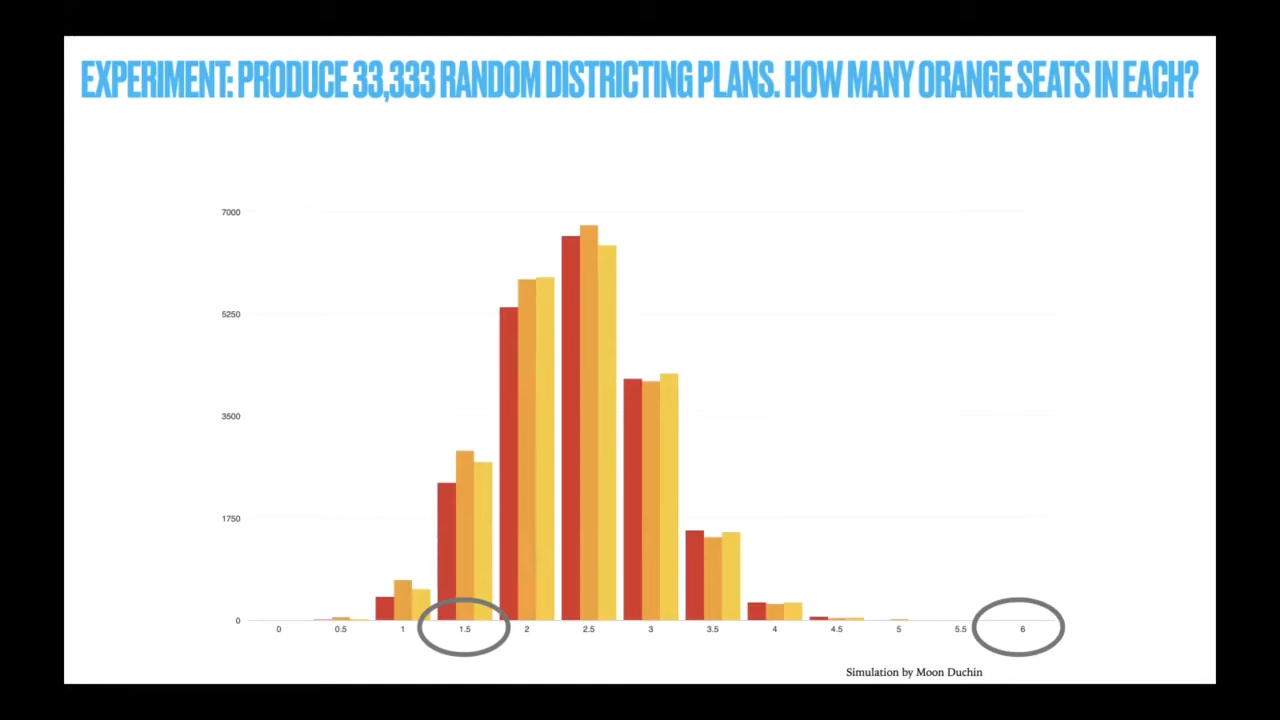 EXPERIMENT: PRODUCE 33,333 RANDOM DISTRICTING PLANS. HOW MANY ORANGE SEATS IN EACH?
7000
5250
3500
1750
0
0 0.5 1 1.5 2 2.5 3 3.5 4 4.5 5 5.5 6
Simulation by Moon Duchin